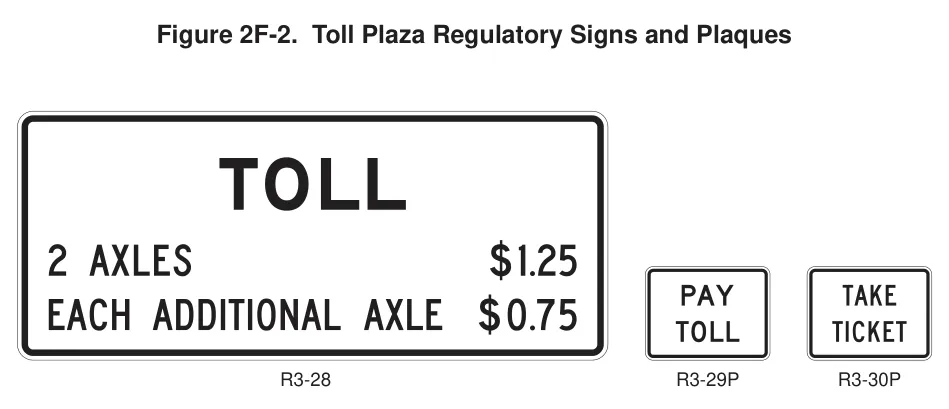 Figure 2F-2. Toll Plaza Regulatory Signs and Plaques
TOLL
2 AXLES $1.25
EACH ADDITIONAL AXLE $0.75
R3-28
PAY
TOLL
R3-29P
TAKE
TICKET
R3-30P